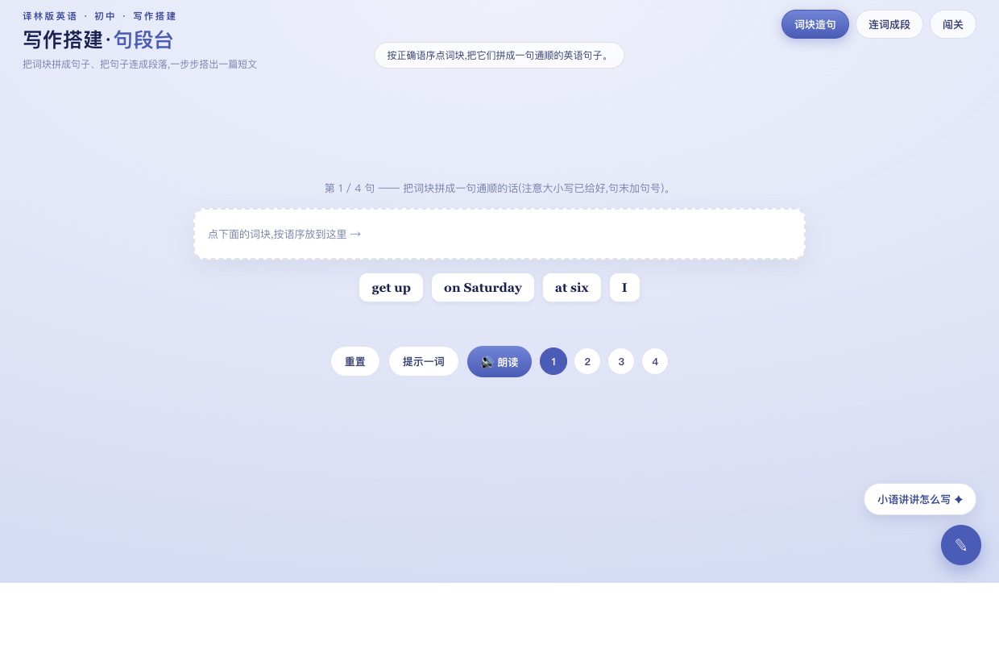 译林版英语 · 初中 · 写作搭建
写作搭建·句段台
把词块拼成句子、把句子连成段落,一步步搭出一篇短文
词块造句
连词成段
闯关
按正确语序点词块,把它们拼成一句通顺的英语句子。
第 1 / 4 句 —— 把词块拼成一句通顺的话(注意大小写已给好,句末加句号)。
点下面的词块,按语序放到这里 →
get up
on Saturday
at six
I
重置
提示一词
朗读
1
2
3
4
小语讲讲怎么写 ✦